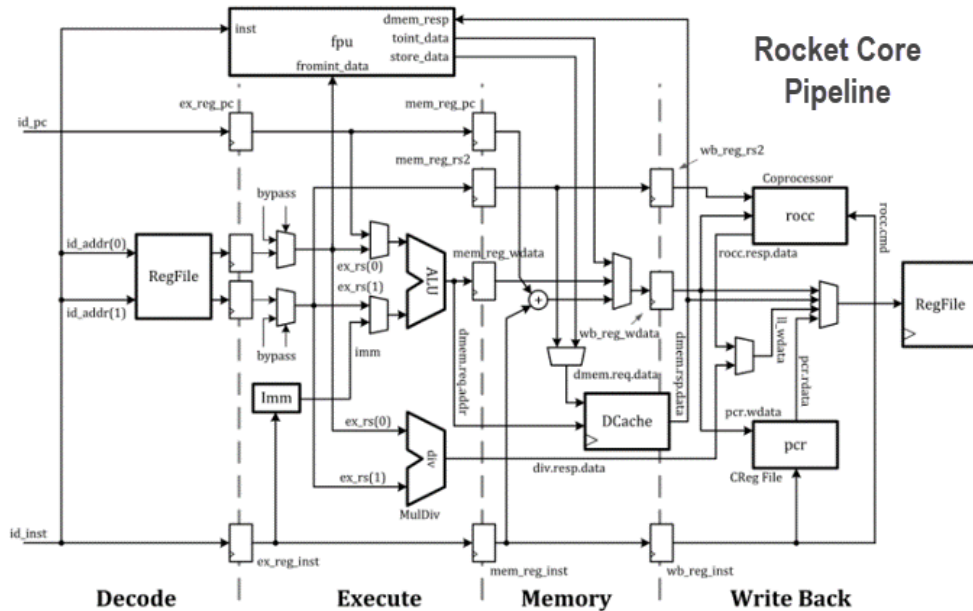 dmem_resp
inst
toint_data
fpu
store_data
fromint_data
Rocket Core
Pipeline
ex_reg_pc
mem_reg_pc
id_pc
mem_reg_rs2
wb_reg_rs2
Coprocessor
bypass
rocc
rocc.cmd
id_addr(0)
RegFile
ex_rs(0)
ALU
mem_reg_wdata
rocc.resp.data
id_addr(1)
ex_rs(1)
+
RegFile
bypass
imm
wb_reg_wdata
ll_wdata
dmem.req.addr
dmem.req.data
dmem.rsp.data
pcr.rdata
Imm
DCache
pcr.wdata
ex_rs(0)
div
pcr
ex_rs(1)
div.resp.data
CReg File
MulDiv
id_inst
ex_reg_inst
mem_reg_inst
wb_reg_inst
Decode
Execute
Memory
Write Back